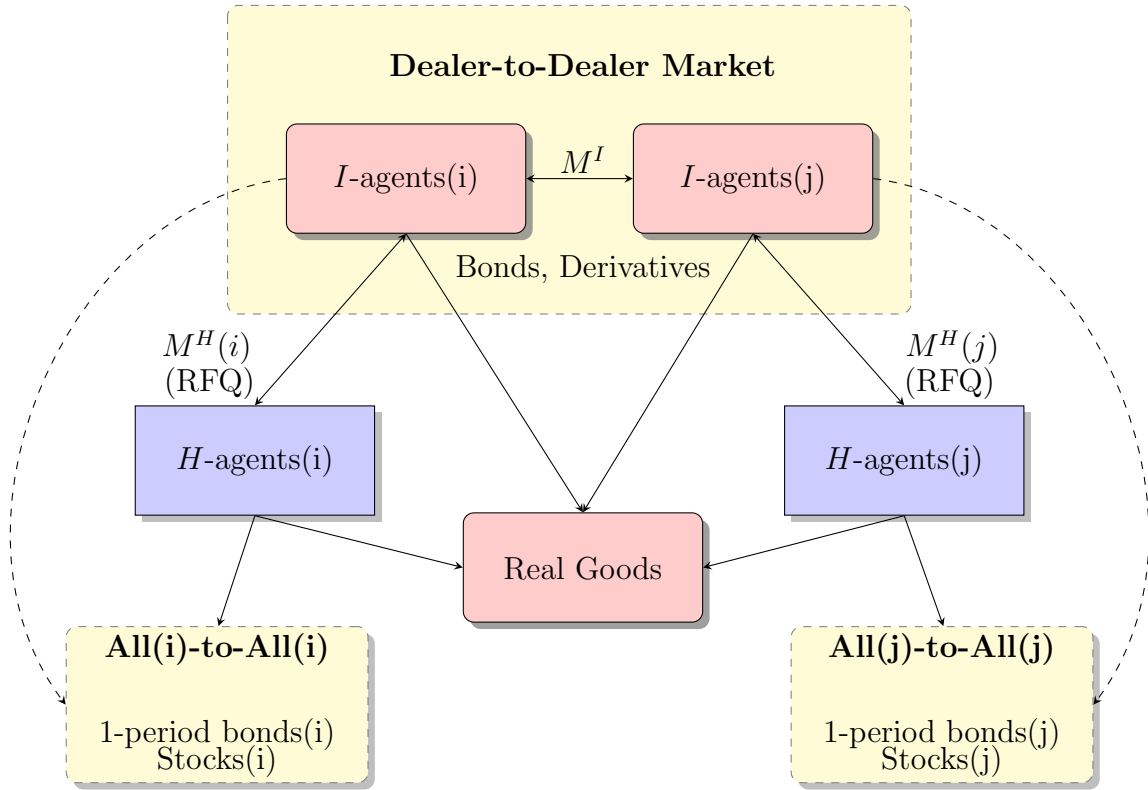 Dealer-to-Dealer Market
I-agents(i)
M^I
I-agents(j)
Bonds, Derivatives
M^H(i)
(RFQ)
M^H(j)
(RFQ)
H-agents(i)
H-agents(j)
Real Goods
All(i)-to-All(i)
1-period bonds(i)
Stocks(i)
All(j)-to-All(j)
1-period bonds(j)
Stocks(j)